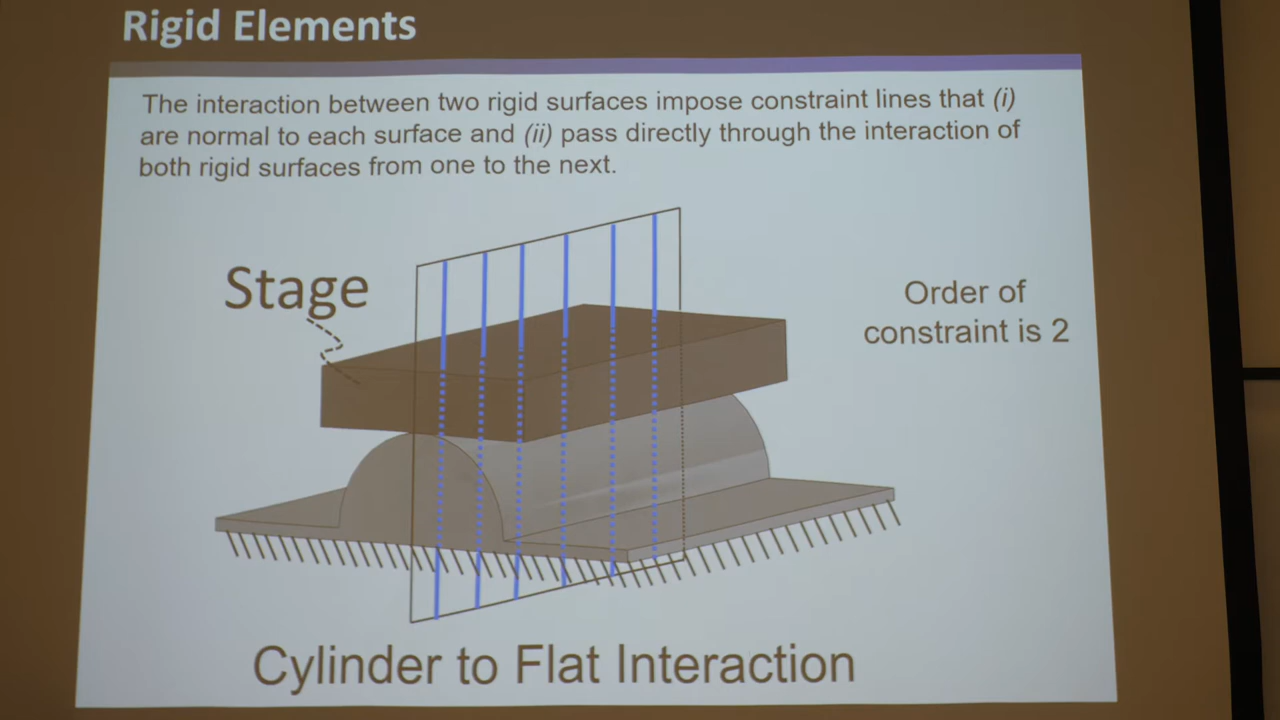 Rigid Elements
The interaction between two rigid surfaces impose constraint lines that (i)
are normal to each surface and (ii) pass directly through the interaction of
both rigid surfaces from one to the next.
Stage
Order of
constraint is 2
Cylinder to Flat Interaction